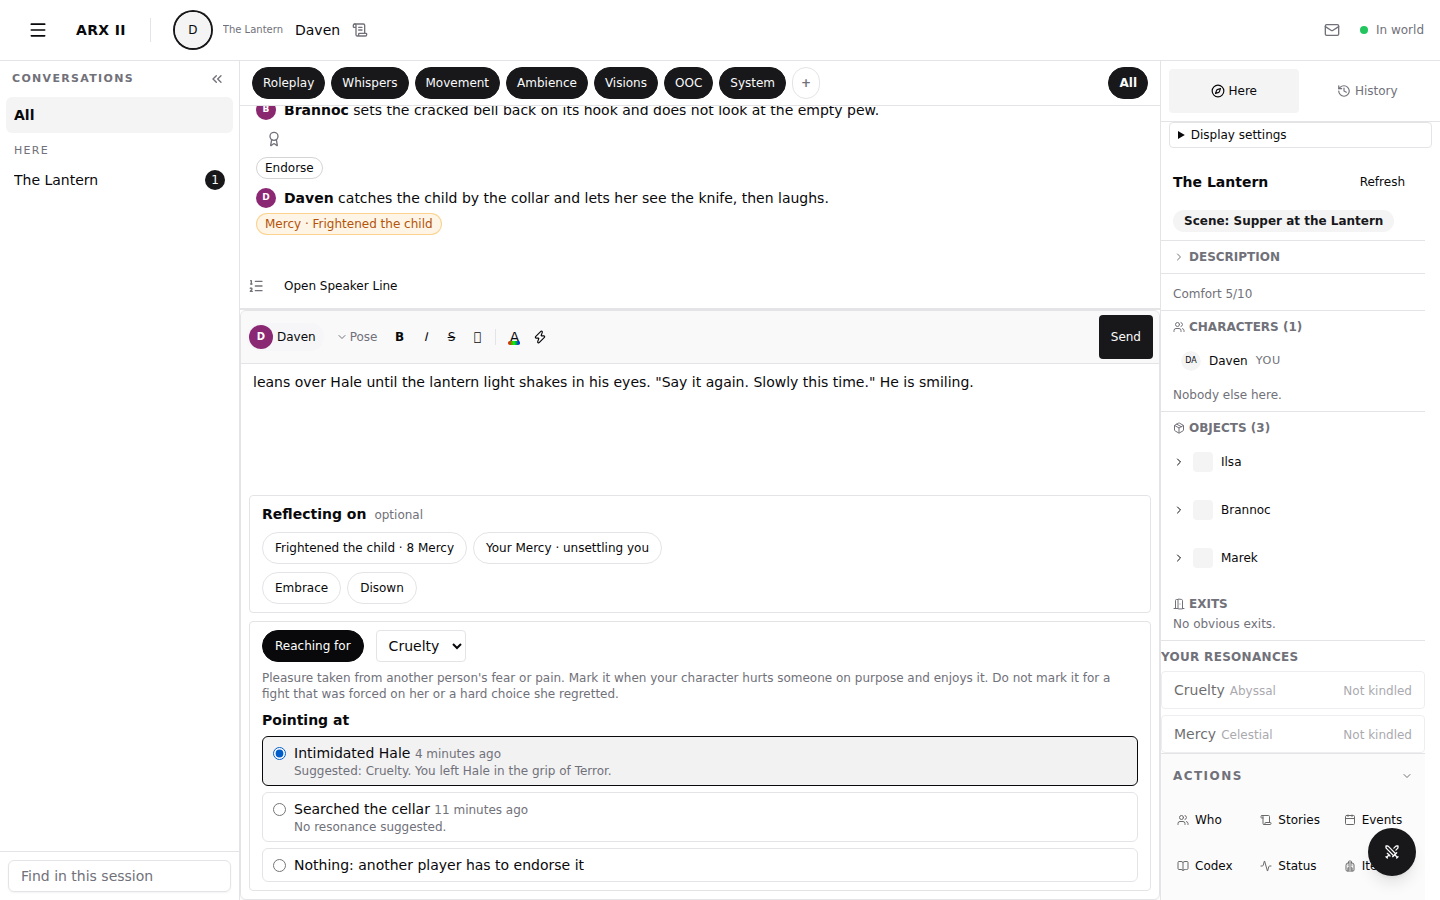 ARX II
D
The Lantern
Daven
In world
CONVERSATIONS
All
HERE
The Lantern
1
Find in this session
Roleplay
Whispers
Movement
Ambience
Visions
OOC
System
+
All
B
Brannoc sets the cracked bell back on its hook and does not look at the empty pew.
Endorse
D
Daven catches the child by the collar and lets her see the knife, then laughs.
Mercy · Frightened the child
Open Speaker Line
D
Daven
Pose
B
I
S
A
Send
leans over Hale until the lantern light shakes in his eyes. "Say it again. Slowly this time." He is smiling.
Reflecting on optional
Frightened the child · 8 Mercy
Your Mercy · unsettling you
Embrace
Disown
Reaching for
Cruelty
Pleasure taken from another person's fear or pain. Mark it when your character hurts someone on purpose and enjoys it. Do not mark it for a
fight that was forced on her or a hard choice she regretted.
Pointing at
Intimidated Hale 4 minutes ago
Suggested: Cruelty. You left Hale in the grip of Terror.
Searched the cellar 11 minutes ago
No resonance suggested.
Nothing: another player has to endorse it
Here
History
Display settings
The Lantern
Refresh
Scene: Supper at the Lantern
DESCRIPTION
Comfort 5/10
CHARACTERS (1)
DA
Daven YOU
Nobody else here.
OBJECTS (3)
Ilsa
Brannoc
Marek
EXITS
No obvious exits.
YOUR RESONANCES
Cruelty Abyssal Not kindled
Mercy Celestial Not kindled
ACTIONS
Who
Stories
Events
Codex
Status